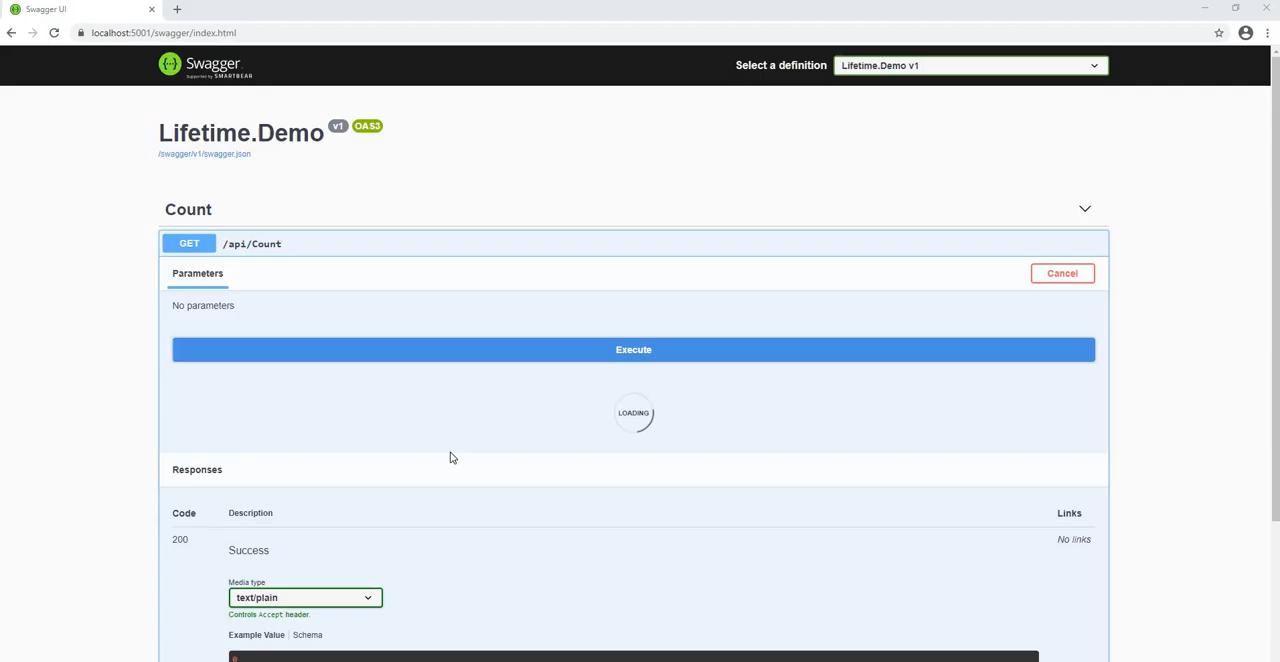 Swagger UI
localhost:5001/swagger/index.html
Swagger
Supported by SMARTBEAR
Select a definition
Lifetime.Demo v1
Lifetime.Demo v1 OAS3
/swagger/v1/swagger.json
Count
GET /api/Count
Parameters
Cancel
No parameters
Execute
LOADING
Responses
Code Description Links
200 No links
Success
Media type
text/plain
Controls Accept header.
Example Value Schema
0